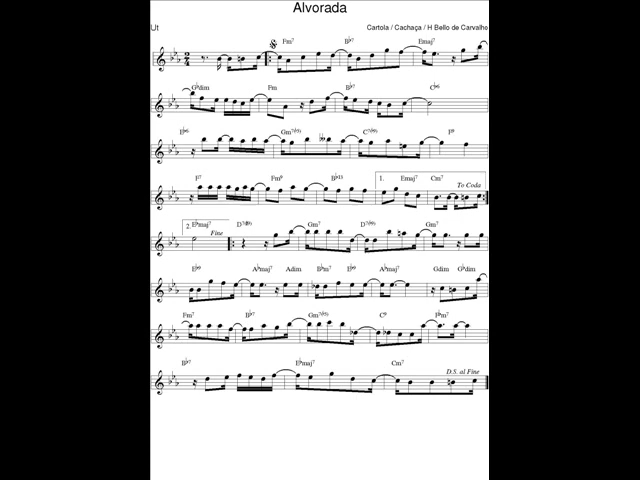 Alvorada
Ut
Cartola / Cachaça / H Bello de Carvalho
Fm7 B♭7 Emaj7
G♭dim Fm B♭7 C♭6
E♭6 Gm7(♭5) C7(♭9) F9
F7 Fm9 B♭13 1. Emaj7 Cm7
To Coda
2. E♭maj7 D7(♭9) Gm7 D7(♭9) Gm7
Fine
E♭9 A♭maj7 Adim B♭m7 E♭9 A♭maj7 Gdim G♭dim
Fm7 B♭7 Gm7(♭5) C9 F♭m7
B♭7 E♭maj7 Cm7
D.S. al Fine